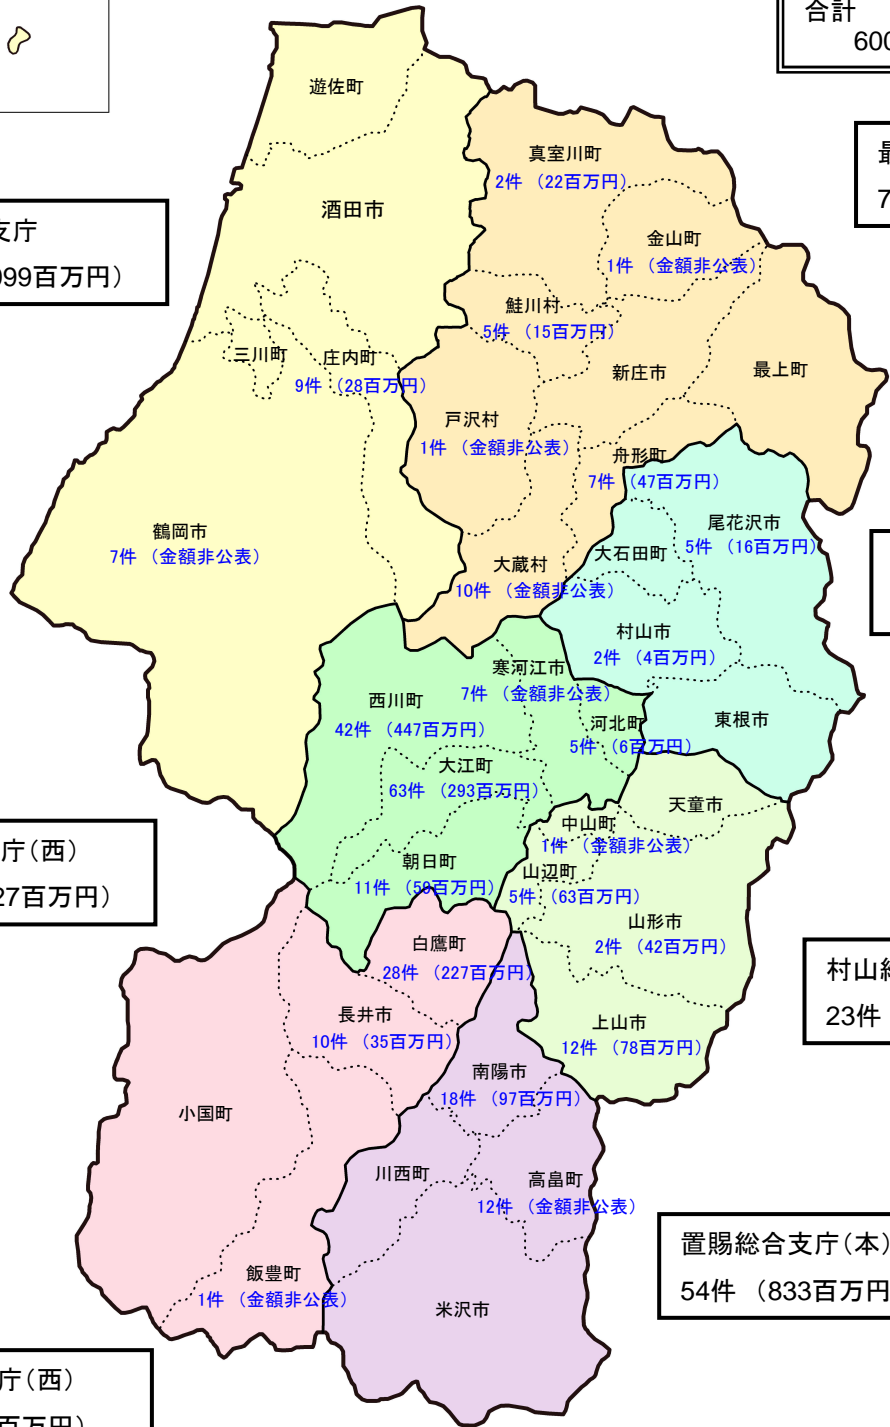 合計
600
遊佐町
真室川町
2件 （22百万円）
最
7
酒田市
支庁
099百万円）
金山町
1件 （金額非公表）
鮭川村
5件 （15百万円）
三川町
庄内町
9件 （28百万円）
新庄市
最上町
戸沢村
1件 （金額非公表）
舟形町
7件 （47百万円）
鶴岡市
7件 （金額非公表）
尾花沢市
5件 （16百万円）
大石田町
大蔵村
10件 （金額非公表）
村山市
2件 （4百万円）
寒河江市
7件 （金額非公表）
西川町
42件 （447百万円）
河北町
5件 （6百万円）
東根市
大江町
63件 （293百万円）
天童市
中山町
1件 （金額非公表）
庁（西）
27百万円）
朝日町
11件 （59百万円）
山辺町
5件 （63百万円）
山形市
2件 （42百万円）
白鷹町
28件 （227百万円）
村山総
23件
長井市
10件 （35百万円）
上山市
12件 （78百万円）
南陽市
18件 （97百万円）
小国町
川西町
高畠町
12件 （金額非公表）
置賜総合支庁（本）
54件 （833百万円
飯豊町
1件 （金額非公表）
米沢市
庁（西）
百万円）